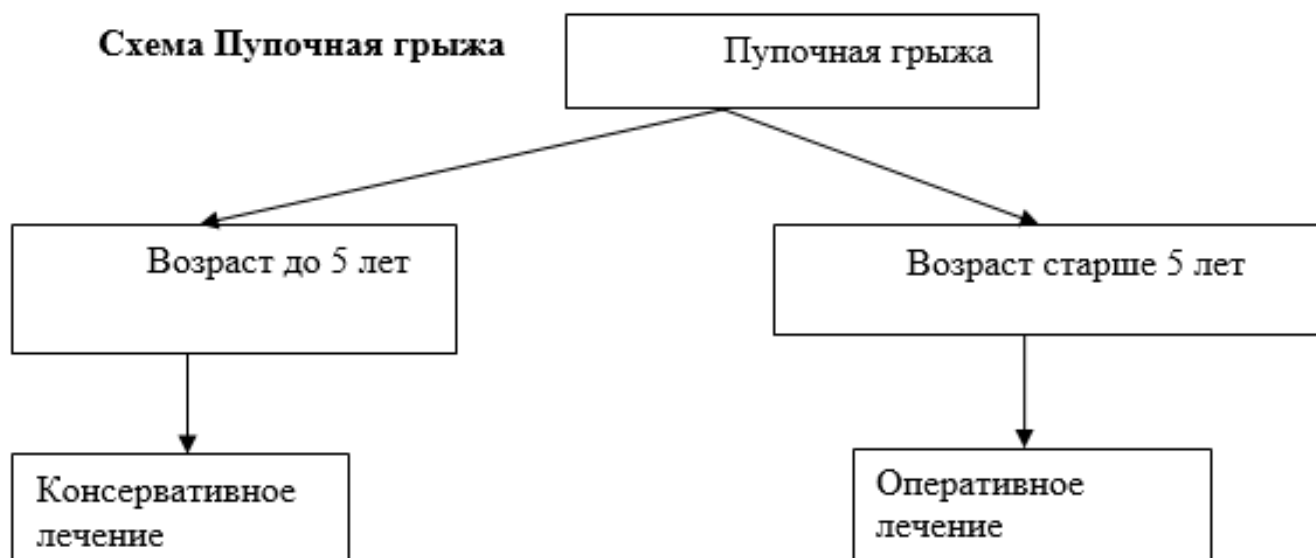 Схема Пупочная грыжа
Пупочная грыжа
Возраст до 5 лет
Возраст старше 5 лет
Консервативное
лечение
Оперативное
лечение